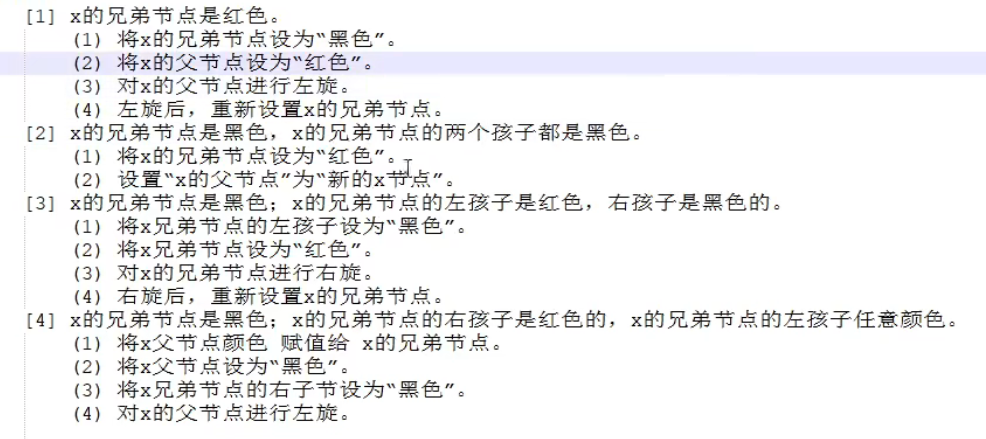 [1] x的兄弟节点是红色。
(1) 将x的兄弟节点设为“黑色”。
(2) 将x的父节点设为“红色”。
(3) 对x的父节点进行左旋。
(4) 左旋后，重新设置x的兄弟节点。
[2] x的兄弟节点是黑色，x的兄弟节点的两个孩子都是黑色。
(1) 将x的兄弟节点设为“红色”。
(2) 设置“x的父节点”为“新的x节点”。
[3] x的兄弟节点是黑色；x的兄弟节点的左孩子是红色，右孩子是黑色的。
(1) 将x兄弟节点的左孩子设为“黑色”。
(2) 将x兄弟节点设为“红色”。
(3) 对x的兄弟节点进行右旋。
(4) 右旋后，重新设置x的兄弟节点。
[4] x的兄弟节点是黑色；x的兄弟节点的右孩子是红色的，x的兄弟节点的左孩子任意颜色。
(1) 将x父节点颜色 赋值给 x的兄弟节点。
(2) 将x父节点设为“黑色”。
(3) 将x兄弟节点的右子节设为“黑色”。
(4) 对x的父节点进行左旋。